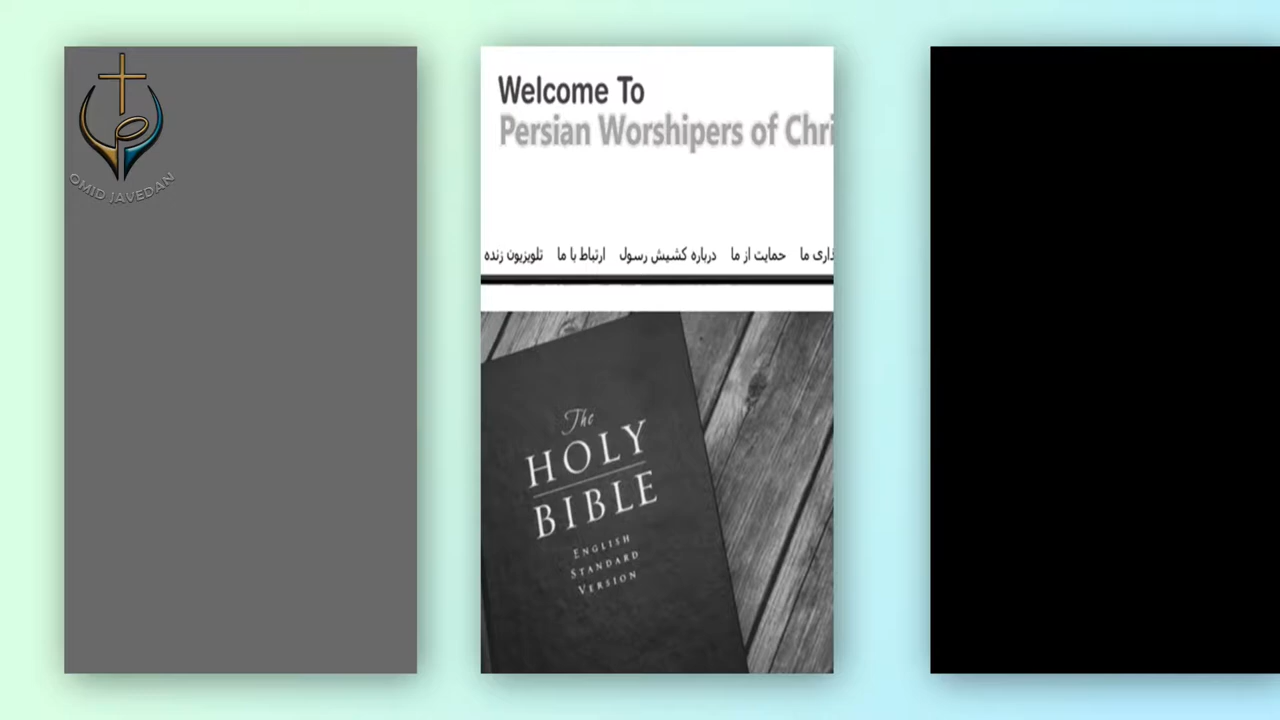 OMID JAVEDAN
Welcome To
Persian Worshipers of
ارتباط با ما
تلویزیون زنده
درباره کشیش رسول
حمایت از ما
ما
The
HOLY
BIBLE
ENGLISH
STANDARD
VERSION